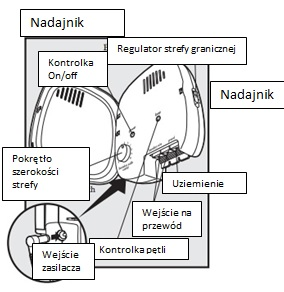 Nadajnik
Regulator strefy granicznej
Kontrolka
On/off
Nadajnik
Pokrętło
szerokości
strefy
Uziemienie
Wejście na
przewód
Kontrolka pętli
Wejście
zasilacza